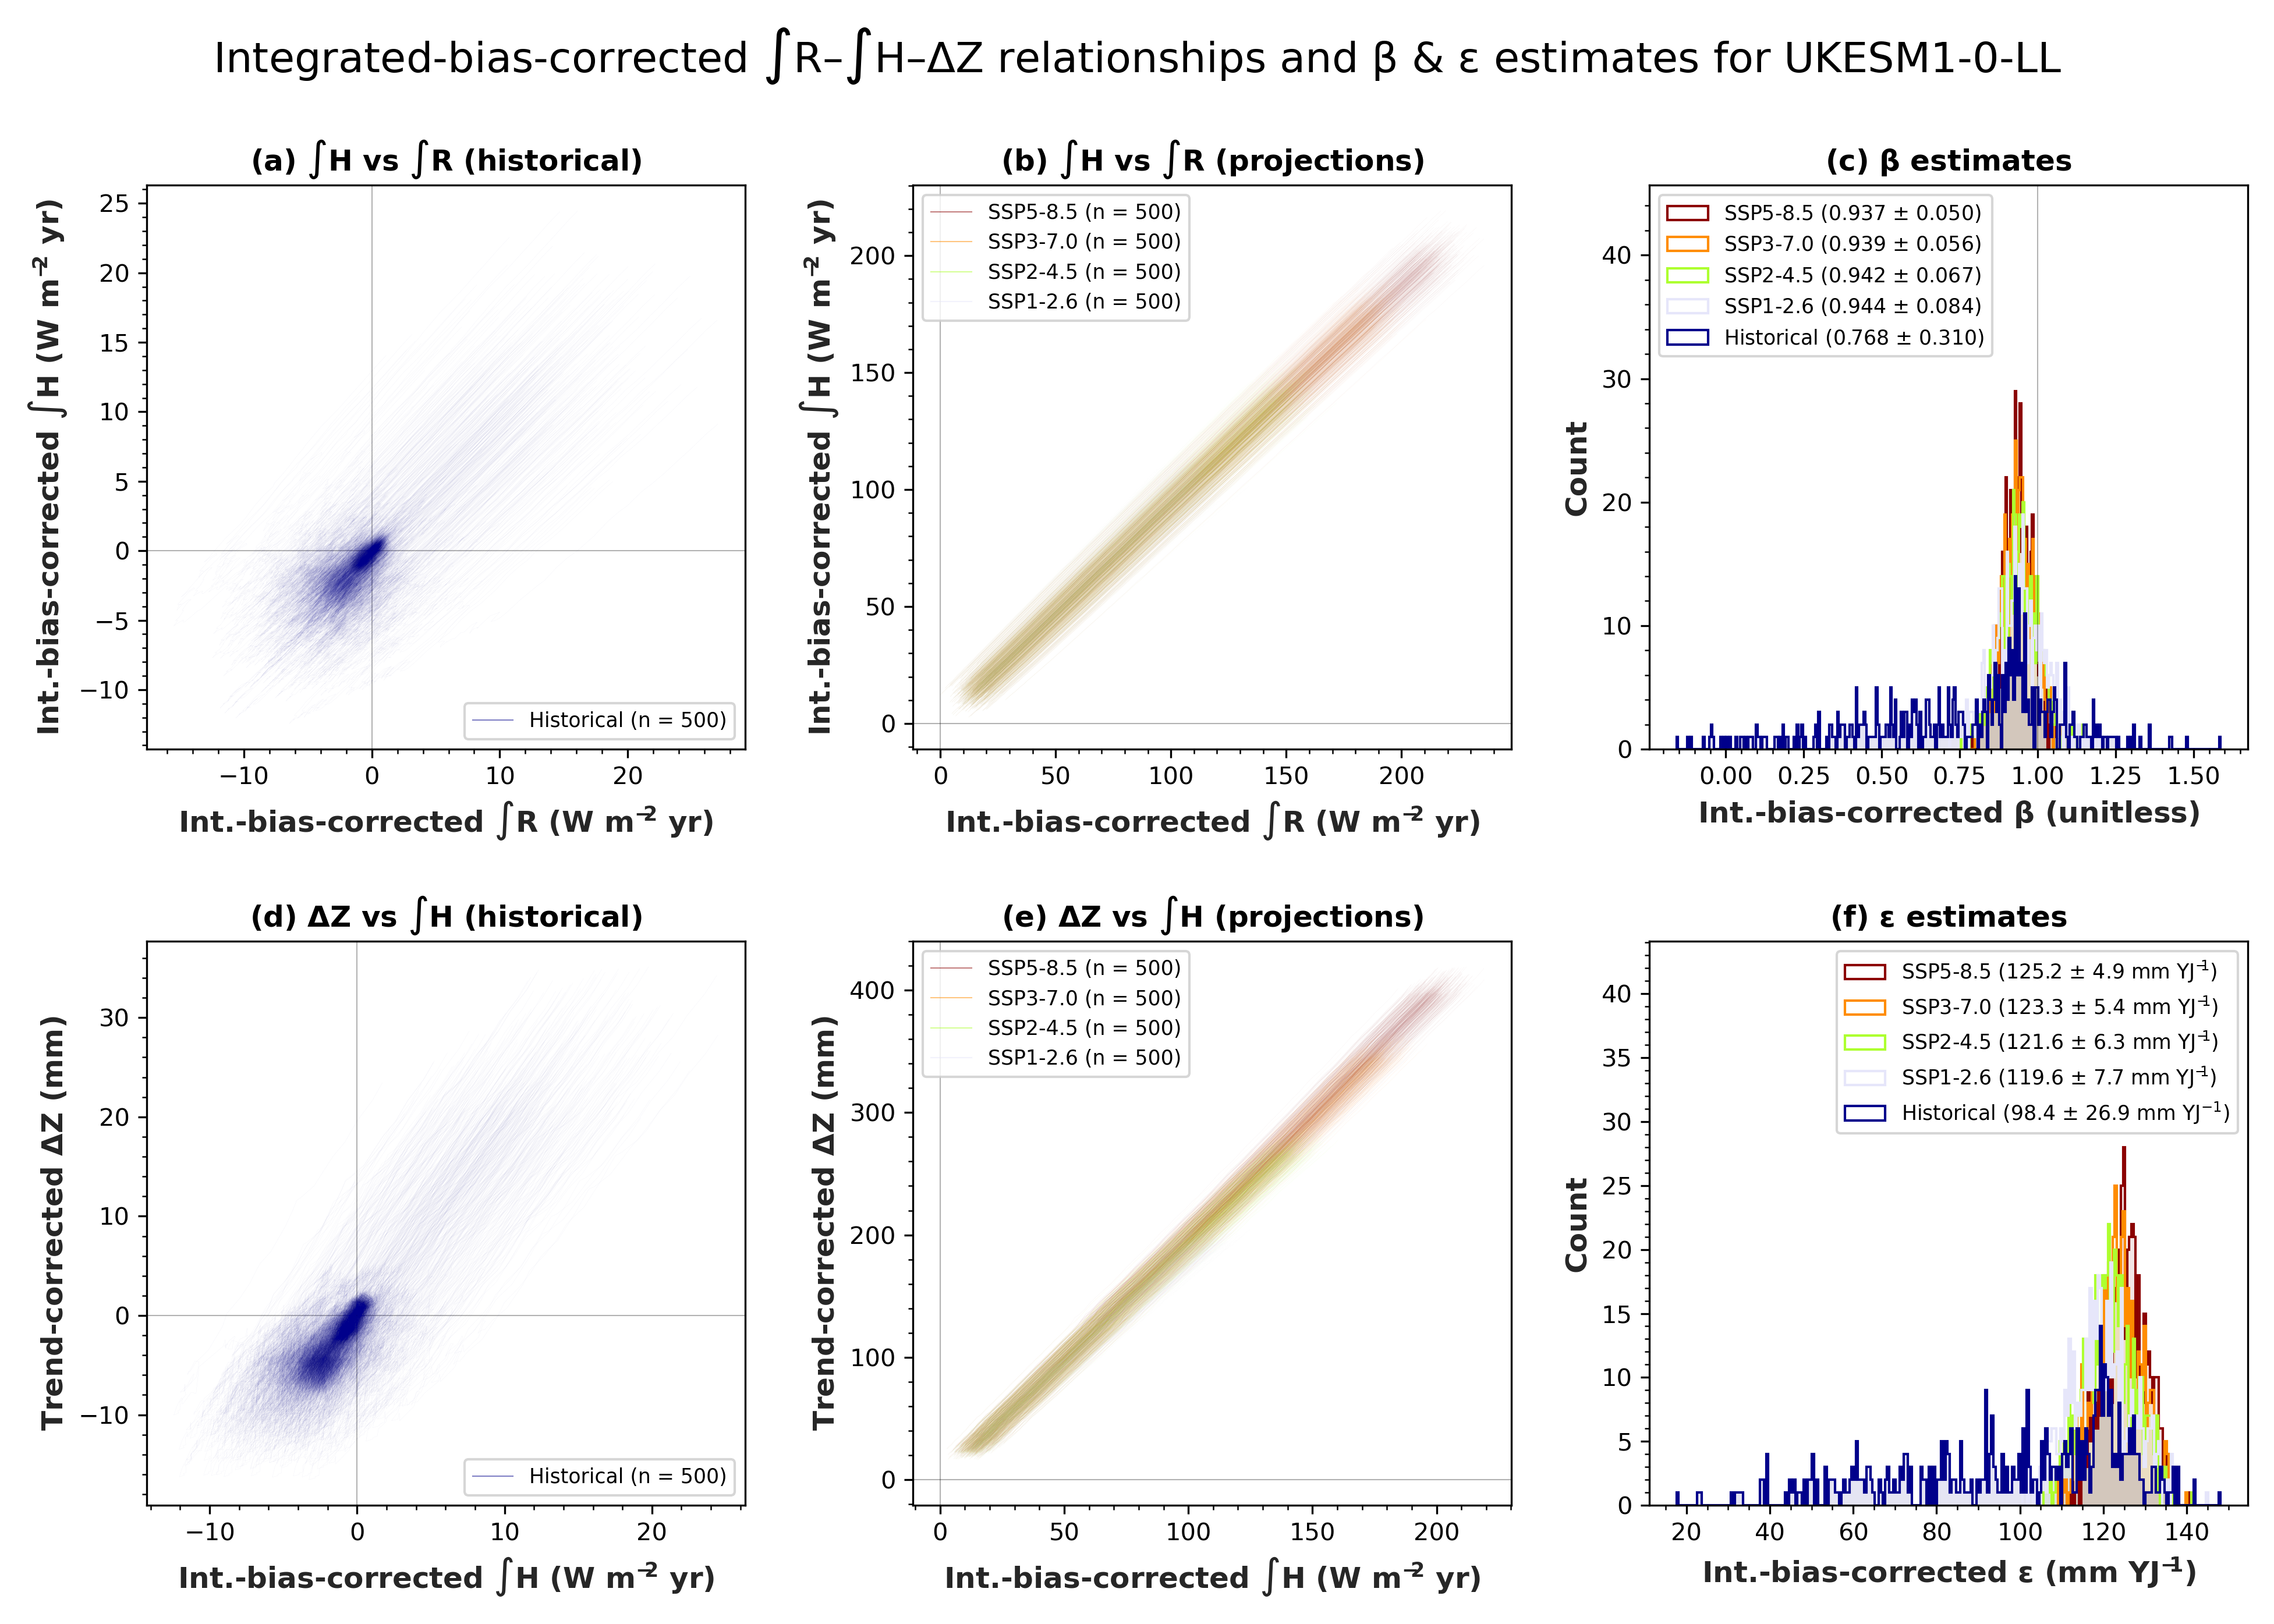 Integrated-bias-corrected ∫R–∫H–ΔZ relationships and β & ε estimates for UKESM1-0-LL
(a) ∫H vs ∫R (historical)
Int.-bias-corrected ∫H (W m⁻² yr)
25
20
15
10
5
0
−5
−10
Historical (n = 500)
−10 0 10 20
Int.-bias-corrected ∫R (W m⁻² yr)
(b) ∫H vs ∫R (projections)
Int.-bias-corrected ∫H (W m⁻² yr)
SSP5-8.5 (n = 500)
SSP3-7.0 (n = 500)
SSP2-4.5 (n = 500)
SSP1-2.6 (n = 500)
200
150
100
50
0
0 50 100 150 200
Int.-bias-corrected ∫R (W m⁻² yr)
(c) β estimates
Count
SSP5-8.5 (0.937 ± 0.050)
SSP3-7.0 (0.939 ± 0.056)
SSP2-4.5 (0.942 ± 0.067)
SSP1-2.6 (0.944 ± 0.084)
Historical (0.768 ± 0.310)
40
30
20
10
0
0.00 0.25 0.50 0.75 1.00 1.25 1.50
Int.-bias-corrected β (unitless)
(d) ΔZ vs ∫H (historical)
Trend-corrected ΔZ (mm)
30
20
10
0
−10
Historical (n = 500)
−10 0 10 20
Int.-bias-corrected ∫H (W m⁻² yr)
(e) ΔZ vs ∫H (projections)
Trend-corrected ΔZ (mm)
SSP5-8.5 (n = 500)
SSP3-7.0 (n = 500)
SSP2-4.5 (n = 500)
SSP1-2.6 (n = 500)
400
300
200
100
0
0 50 100 150 200
Int.-bias-corrected ∫H (W m⁻² yr)
(f) ε estimates
Count
SSP5-8.5 (125.2 ± 4.9 mm YJ⁻¹)
SSP3-7.0 (123.3 ± 5.4 mm YJ⁻¹)
SSP2-4.5 (121.6 ± 6.3 mm YJ⁻¹)
SSP1-2.6 (119.6 ± 7.7 mm YJ⁻¹)
Historical (98.4 ± 26.9 mm YJ⁻¹)
40
35
30
25
20
15
10
5
0
20 40 60 80 100 120 140
Int.-bias-corrected ε (mm YJ⁻¹)